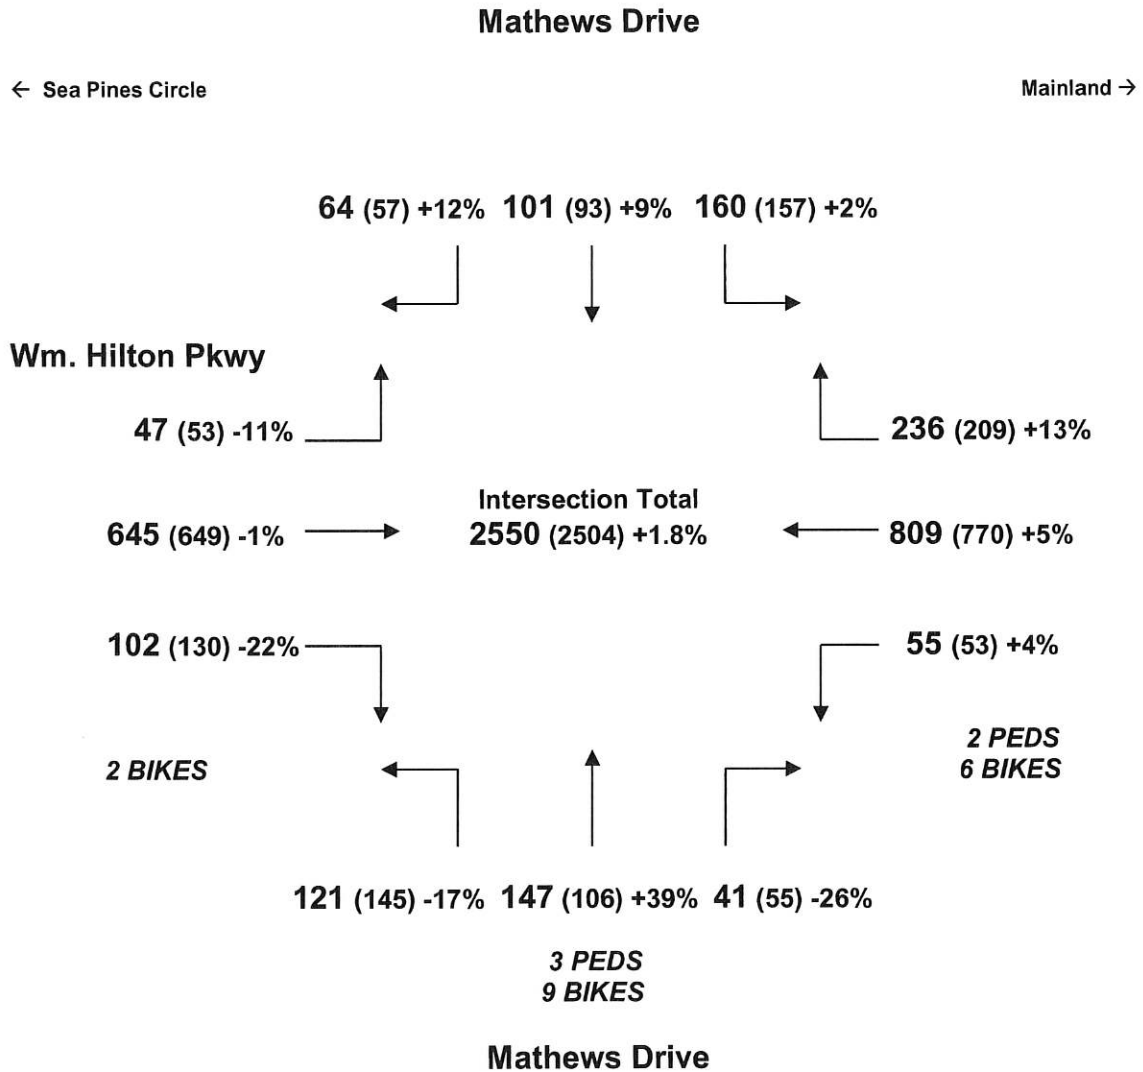 Mathews Drive
← Sea Pines Circle
Mainland →
64 (57) +12% 101 (93) +9% 160 (157) +2%
Wm. Hilton Pkwy
47 (53) -11%
236 (209) +13%
Intersection Total
645 (649) -1%
2550 (2504) +1.8%
809 (770) +5%
102 (130) -22%
55 (53) +4%
2 BIKES
2 PEDS
6 BIKES
121 (145) -17% 147 (106) +39% 41 (55) -26%
3 PEDS
9 BIKES
Mathews Drive